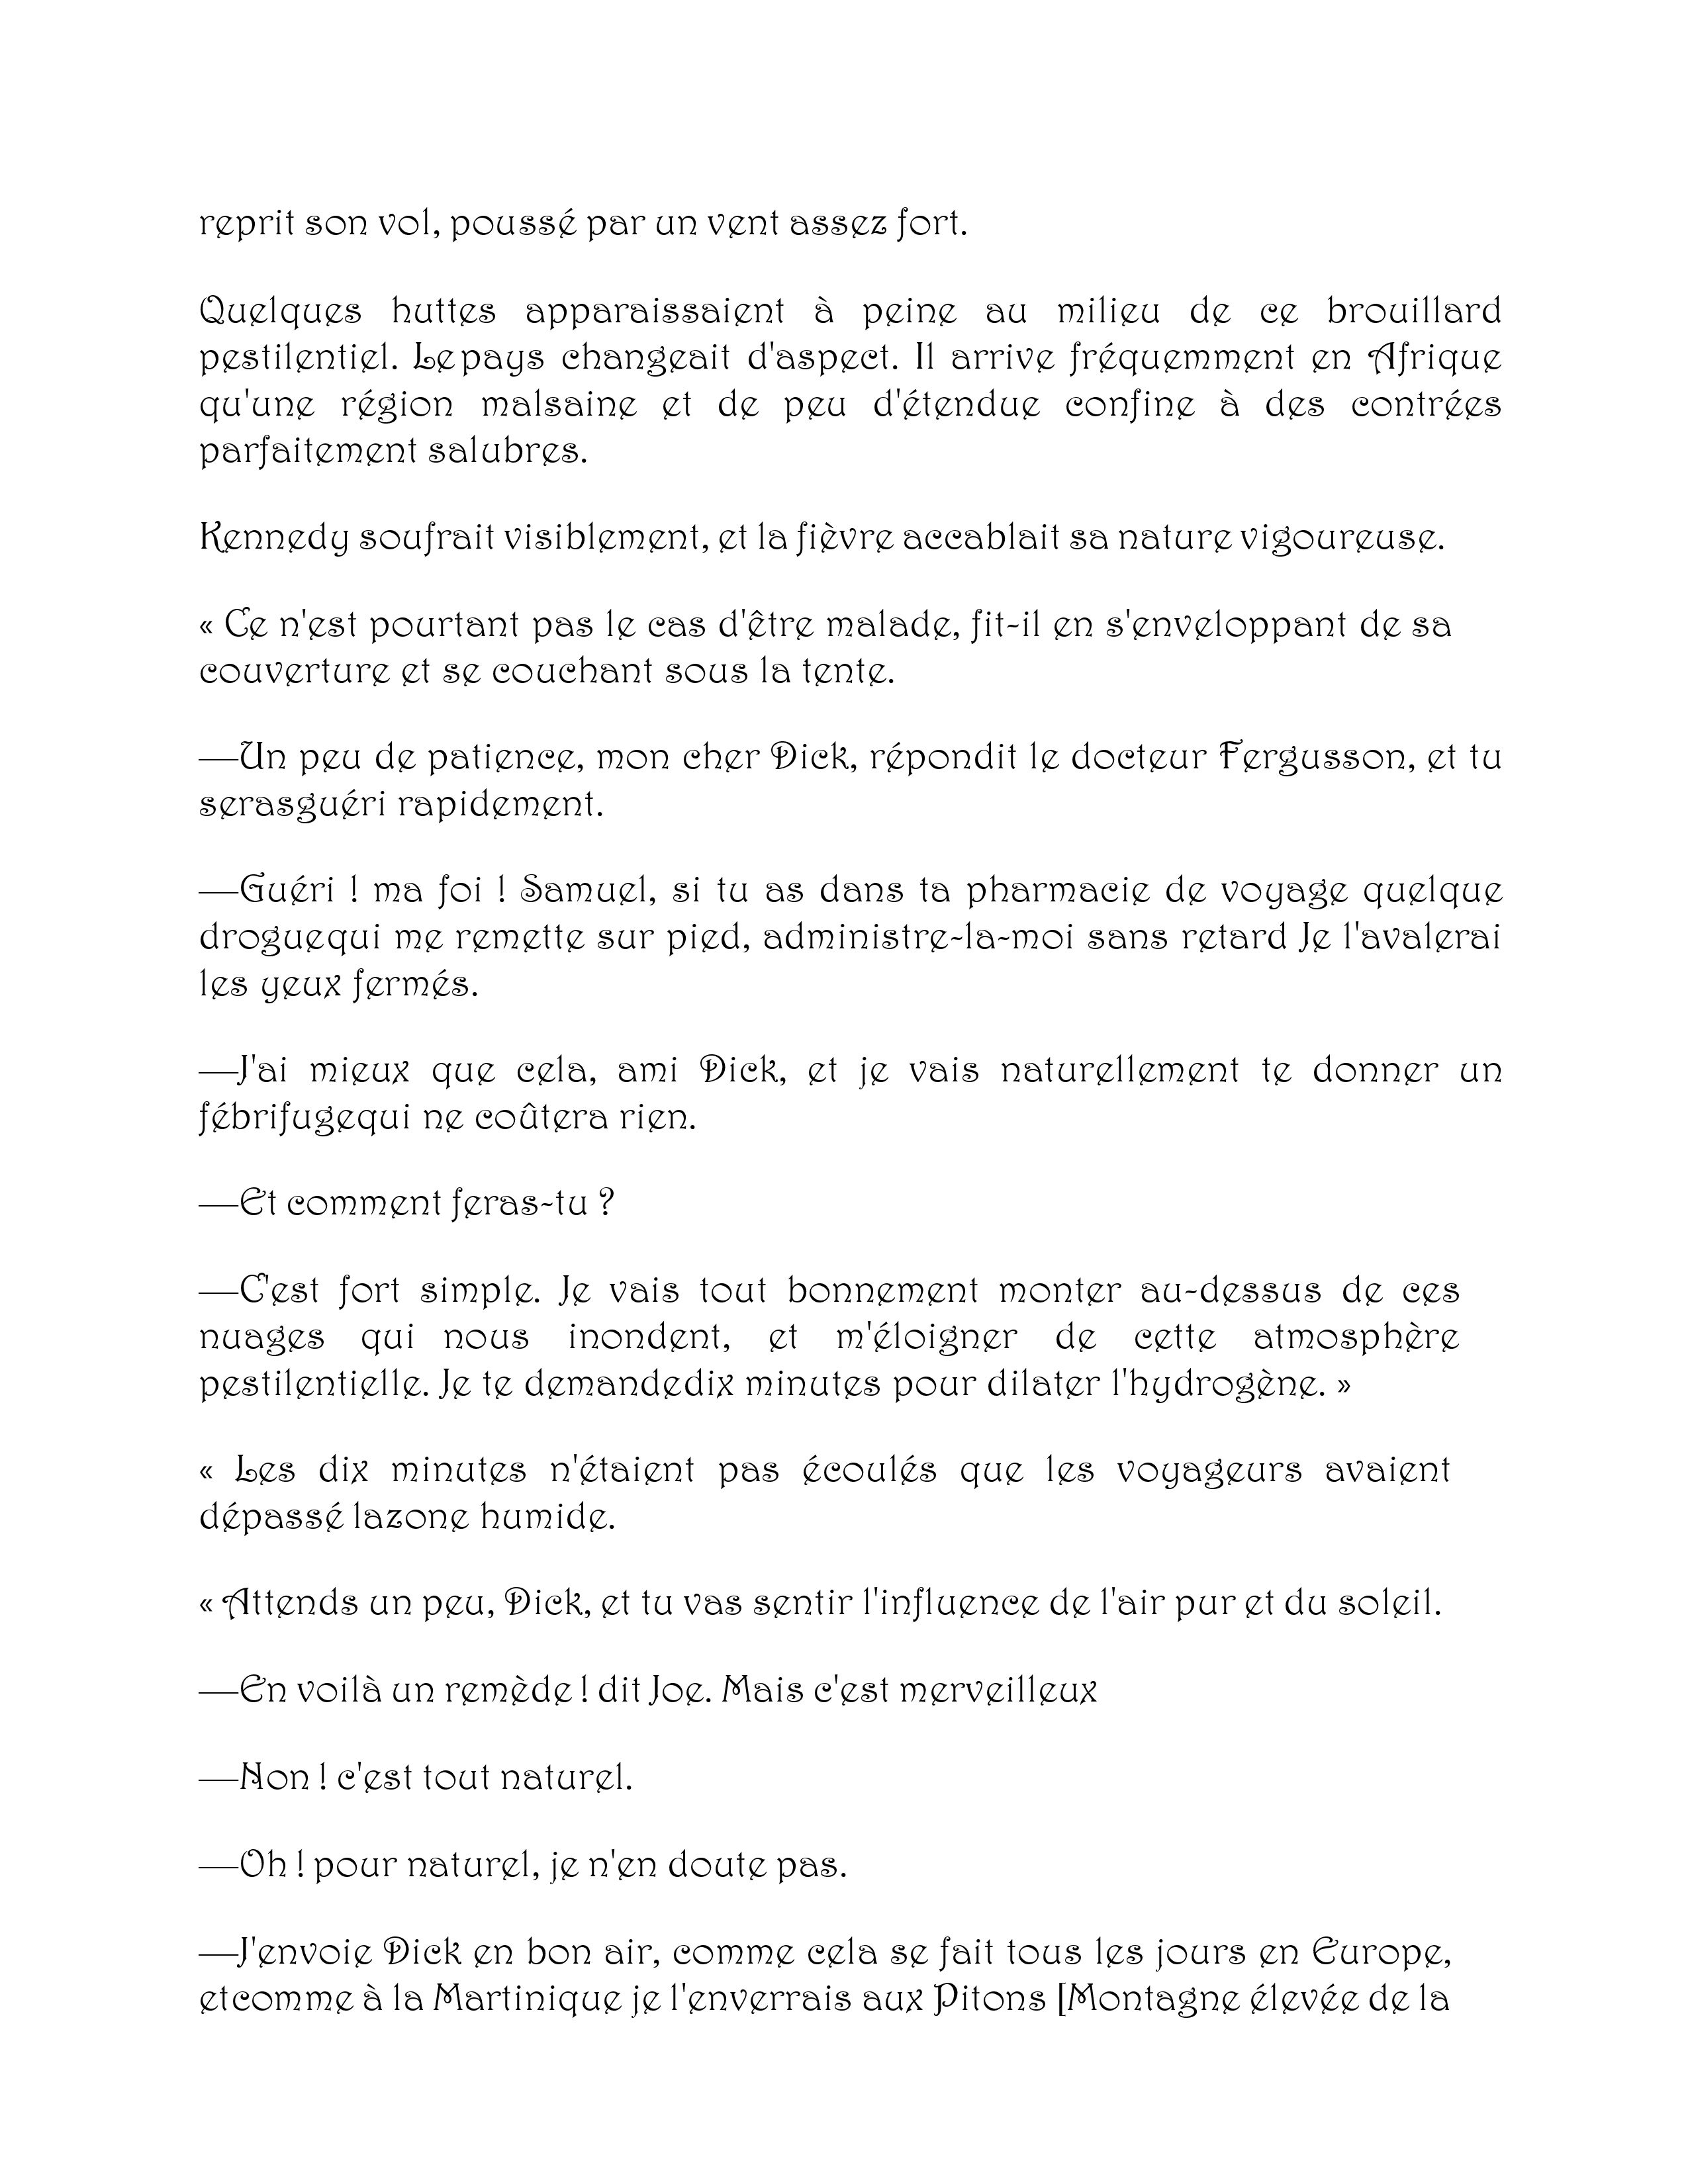 reprit son vol, poussé par un vent assez fort.
Quelques huttes apparaissaient à peine au milieu de ce brouillard
pestilentiel. Lepays changeait d'aspect. Il arrive fréquemment en Afrique
qu'une région malsaine et de peu d'étendue confine à des contrées
parfaitement salubres.
Kennedy soufrait visiblement, et la fièvre accablait sa nature vigoureuse.
« Ce n'est pourtant pas le cas d'être malade, fit-il en s'enveloppant de sa
couverture et se couchant sous la tente.
—Un peu de patience, mon cher Dick, répondit le docteur Fergusson, et tu
serasguéri rapidement.
—Guéri ! ma foi ! Samuel, si tu as dans ta pharmacie de voyage quelque
droguequi me remette sur pied, administre-la-moi sans retard Je l'avalerai
les yeux fermés.
—J'ai mieux que cela, ami Dick, et je vais naturellement te donner un
fébrifugequi ne coûtera rien.
—Et comment feras-tu ?
—C'est fort simple. Je vais tout bonnement monter au-dessus de ces
nuages qui nous inondent, et m'éloigner de cette atmosphère
pestilentielle. Je te demandedix minutes pour dilater l'hydrogène. »
« Les dix minutes n'étaient pas écoulés que les voyageurs avaient
dépassé lazone humide.
« Attends un peu, Dick, et tu vas sentir l'influence de l'air pur et du soleil.
—En voilà un remède ! dit Joe. Mais c'est merveilleux
—Non ! c'est tout naturel.
—Oh ! pour naturel, je n'en doute pas.
—J'envoie Dick en bon air, comme cela se fait tous les jours en Europe,
etcomme à la Martinique je l'enverrais aux Pitons [Montagne élevée de la